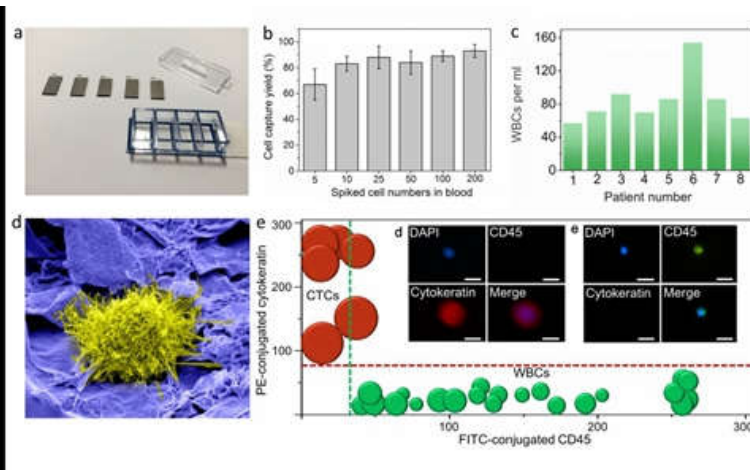 a
b
Cell capture yield (%)
100
80
60
40
20
0
5 10 25 50 100 200
Spiked cell numbers in blood
c
WBCs per ml
160
120
80
40
0
1 2 3 4 5 6 7 8
Patient number
d
e
PE-conjugated cytokeratin
300
200
100
CTCs
WBCs
d
DAPI CD45
Cytokeratin Merge
e
DAPI CD45
Cytokeratin Merge
100 200 300
FITC-conjugated CD45